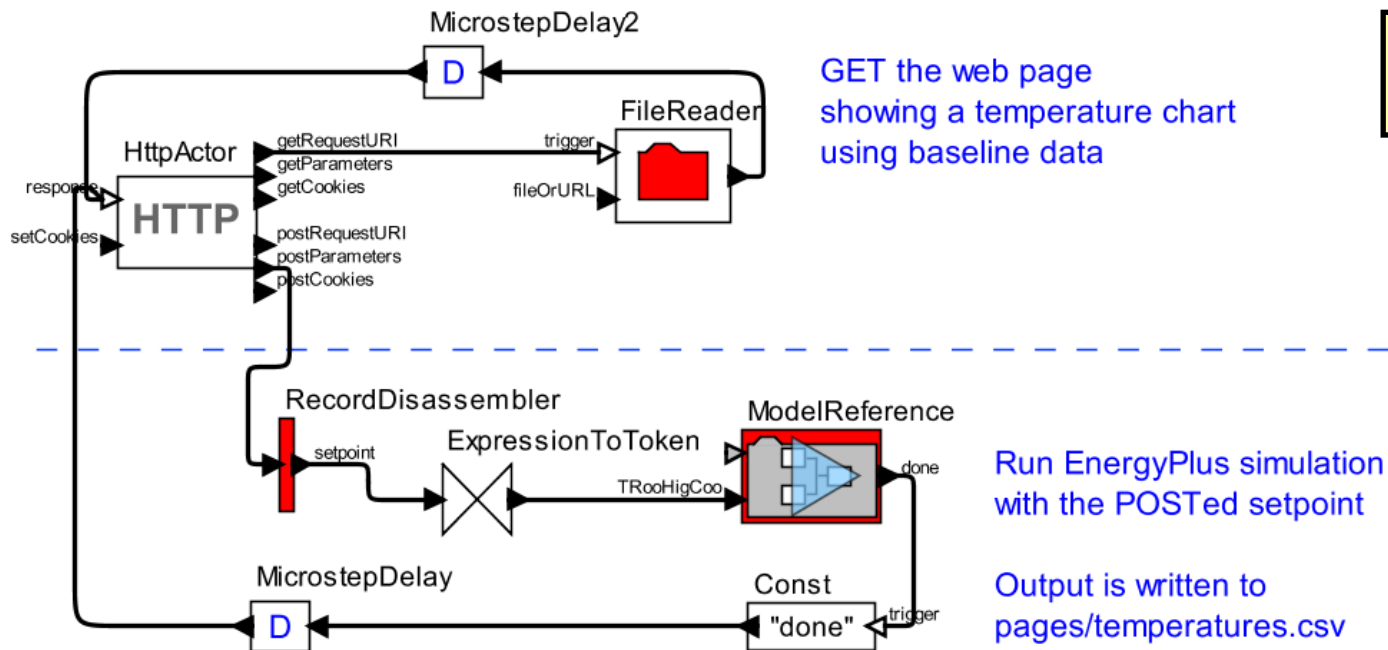 MicrostepDelay2
D
GET the web page
showing a temperature chart
using baseline data
FileReader
trigger
fileOrURL
HttpActor
getRequestURI
getParameters
getCookies
response
HTTP
setCookies
postRequestURI
postParameters
postCookies
RecordDisassembler
setpoint
ExpressionToToken
ModelReference
TRooHigCoo
done
Run EnergyPlus simulation
with the POSTed setpoint
MicrostepDelay
D
Const
"done"
trigger
Output is written to
pages/temperatures.csv